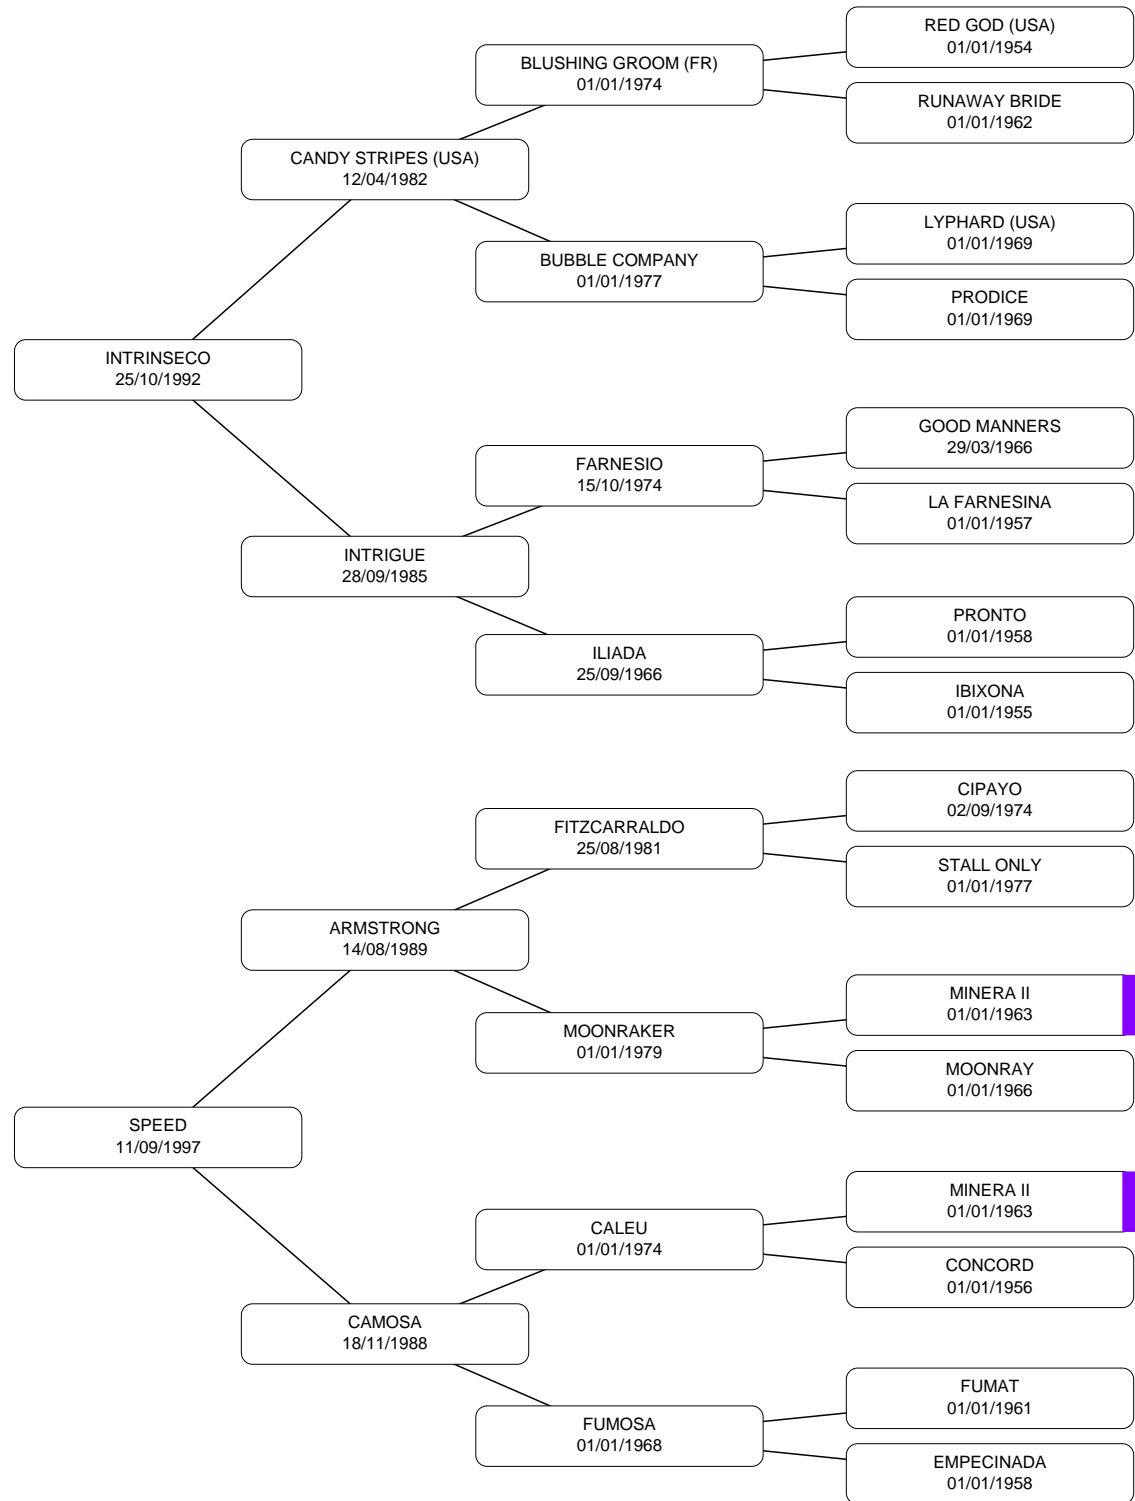 RED GOD (USA)
01/01/1954
BLUSHING GROOM (FR)
01/01/1974
RUNAWAY BRIDE
01/01/1962
CANDY STRIPES (USA)
12/04/1982
LYPHARD (USA)
01/01/1969
BUBBLE COMPANY
01/01/1977
PRODICE
01/01/1969
INTRINSECO
25/10/1992
GOOD MANNERS
29/03/1966
FARNESIO
15/10/1974
LA FARNESINA
01/01/1957
INTRIGUE
28/09/1985
PRONTO
01/01/1958
ILIADA
25/09/1966
IBIXONA
01/01/1955
CIPAYO
02/09/1974
FITZCARRALDO
25/08/1981
STALL ONLY
01/01/1977
ARMSTRONG
14/08/1989
MINERA II
01/01/1963
MOONRAKER
01/01/1979
MOONRAY
01/01/1966
SPEED
11/09/1997
MINERA II
01/01/1963
CALEU
01/01/1974
CONCORD
01/01/1956
CAMOSA
18/11/1988
FUMAT
01/01/1961
FUMOSA
01/01/1968
EMPECINADA
01/01/1958